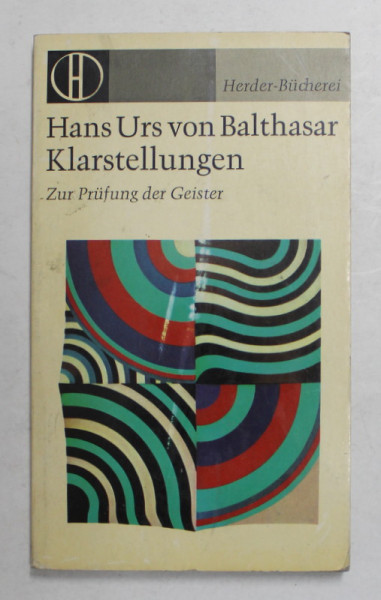 H
Herder-Bücherei
Hans Urs von Balthasar
Klarstellungen
Zur Prüfung der Geister